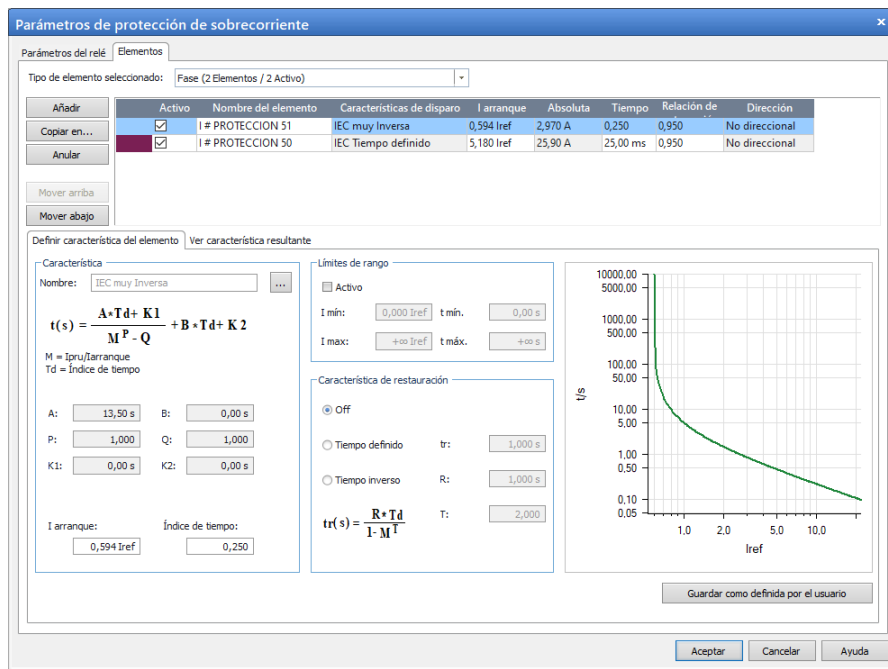 Parámetros de protección de sobrecorriente
x
Parámetros del relé Elementos
Tipo de elemento seleccionado: Fase (2 Elementos / 2 Activo)
Añadir
Copiar en...
Anular
Mover arriba
Mover abajo
Activo Nombre del elemento Características de disparo I arranque Absoluta Tiempo Relación de Dirección
I # PROTECCION 51 IEC muy Inversa 0,594 Iref 2,970 A 0,250 0,950 No direccional
I # PROTECCION 50 IEC Tiempo definido 5,180 Iref 25,90 A 25,00 ms 0,950 No direccional
Definir característica del elemento Ver característica resultante
Característica
Nombre: IEC muy Inversa ...
t(s) = A*Td+ K1 / M^P - Q + B *Td+ K 2
M = Ipru/Iarranque
Td = Índice de tiempo
A: 13,50 s B: 0,00 s
P: 1,000 Q: 1,000
K1: 0,00 s K2: 0,00 s
I arranque: Índice de tiempo:
0,594 Iref 0,250
Límites de rango
Activo
I mín: 0,000 Iref t mín. 0,00 s
I max: +∞ Iref t máx. +∞ s
Característica de restauración
Off
Tiempo definido tr: 1,000 s
Tiempo inverso R: 1,000 s
tr(s) = R* Td / 1- M^T
T: 2,000
t/s
10000,00
5000,00
1000,00
500,00
100,00
50,00
10,00
5,00
1,00
0,50
0,10
0,05
1,0 2,0 5,0 10,0
Iref
Guardar como definida por el usuario
Aceptar Cancelar Ayuda